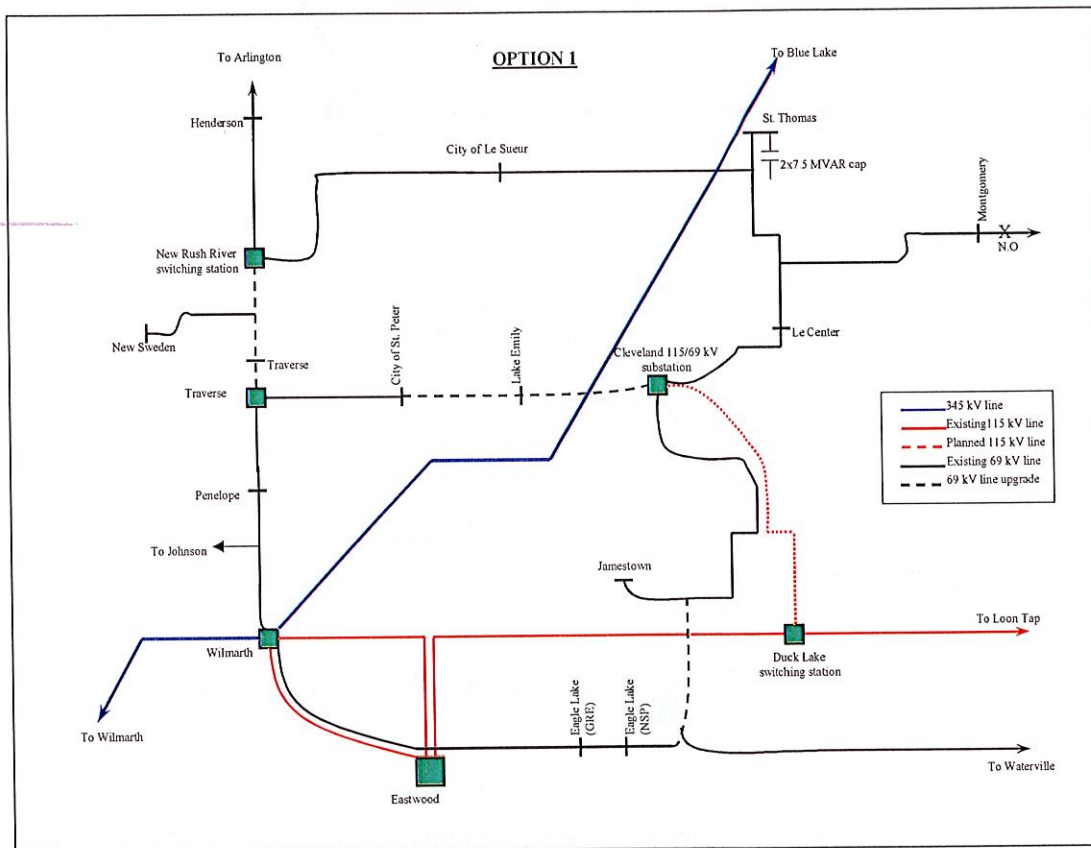 OPTION 1
To Arlington
To Blue Lake
Henderson
St. Thomas
City of Le Sueur
2x7 5 MVAR cap
Montgomery
X
N.O
New Rush River
switching station
New Sweden
Le Center
Traverse
City of St. Peter
Lake Emily
Cleveland 115/69 kV
substation
Traverse
345 kV line
Existing115 kV line
Planned 115 kV line
Existing 69 kV line
69 kV line upgrade
Penelope
To Johnson
Jamestown
To Loon Tap
Wilmarth
Duck Lake
switching station
Eagle Lake
(GRE)
Eagle Lake
(NSP)
To Wilmarth
To Waterville
Eastwood